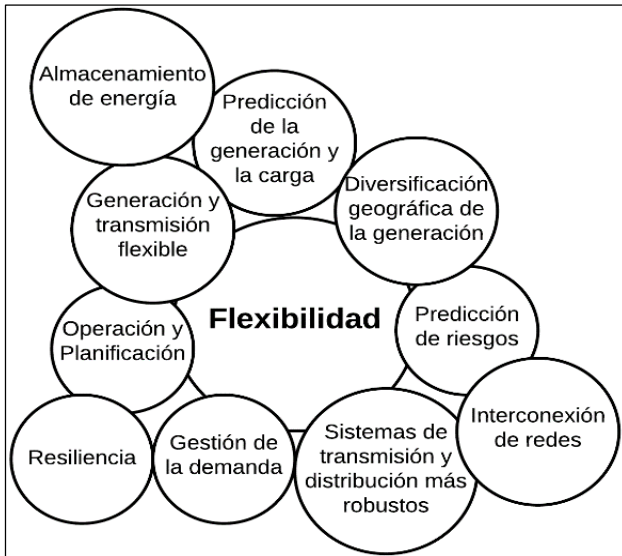 Almacenamiento
de energía
Predicción
de la
generación y
la carga
Diversificación
geográfica de
la generación
Generación y
transmisión
flexible
Flexibilidad
Predicción
de riesgos
Operación y
Planificación
Interconexión
de redes
Resiliencia
Gestión de
la demanda
Sistemas de
transmisión y
distribución más
robustos